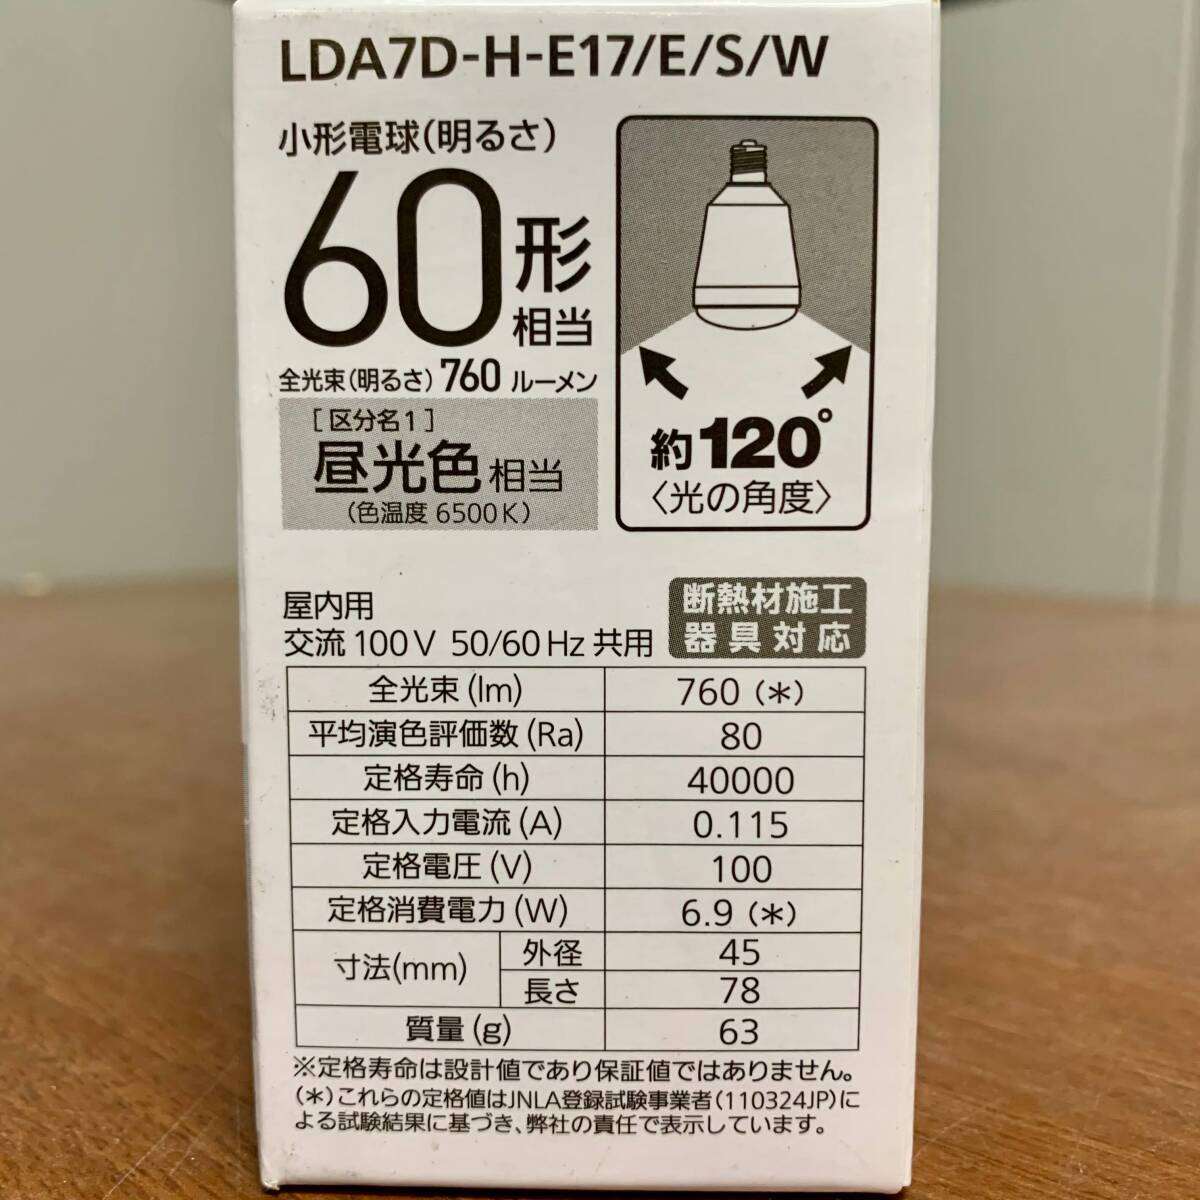 LDA7D-H-E17/E/S/W
小形電球(明るさ)
60形相当
全光束(明るさ) 760 ルーメン
[区分名1]
昼光色相当
(色温度 6500K)
約120°
〈光の角度〉
屋内用
交流 100V 50/60Hz 共用
断熱材施工
器具対応
全光束(lm) 760(*)
平均演色評価数(Ra) 80
定格寿命(h) 40000
定格入力電流(A) 0.115
定格電圧(V) 100
定格消費電力(W) 6.9(*)
寸法(mm) 外径 45
長さ 78
質量(g) 63
※定格寿命は設計値であり保証値ではありません。
(*)これらの定格値はJNLA登録試験事業者(110324JP)に
よる試験結果に基づき、弊社の責任で表示しています。